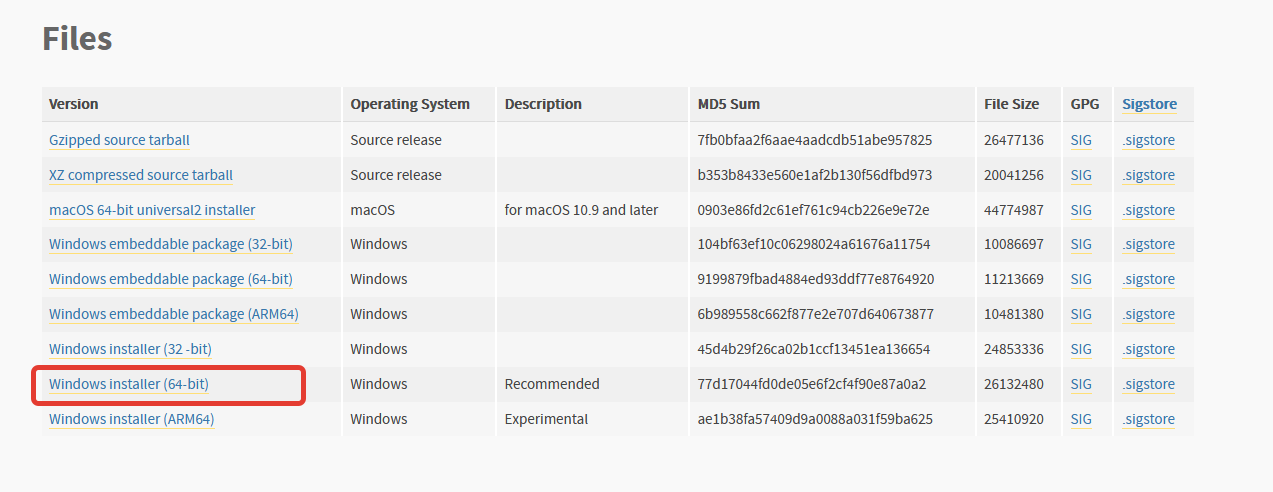 Files
Version Operating System Description MD5 Sum File Size GPG Sigstore
Gzipped source tarball Source release 7fb0bfaa2f6aae4aadcdb51abe957825 26477136 SIG .sigstore
XZ compressed source tarball Source release b353b8433e560e1af2b130f56dfbd973 20041256 SIG .sigstore
macOS 64-bit universal2 installer macOS for macOS 10.9 and later 0903e86fd2c61ef761c94cb226e9e72e 44774987 SIG .sigstore
Windows embeddable package (32-bit) Windows 104bf63ef10c06298024a61676a11754 10086697 SIG .sigstore
Windows embeddable package (64-bit) Windows 9199879fbad4884ed93ddf77e8764920 11213669 SIG .sigstore
Windows embeddable package (ARM64) Windows 6b989558c662f877e2e707d640673877 10481380 SIG .sigstore
Windows installer (32 -bit) Windows 45d4b29f26ca02b1ccf13451ea136654 24853336 SIG .sigstore
Windows installer (64-bit) Windows Recommended 77d17044fd0de05e6f2cf4f90e87a0a2 26132480 SIG .sigstore
Windows installer (ARM64) Windows Experimental ae1b38fa57409d9a0088a031f59ba625 25410920 SIG .sigstore